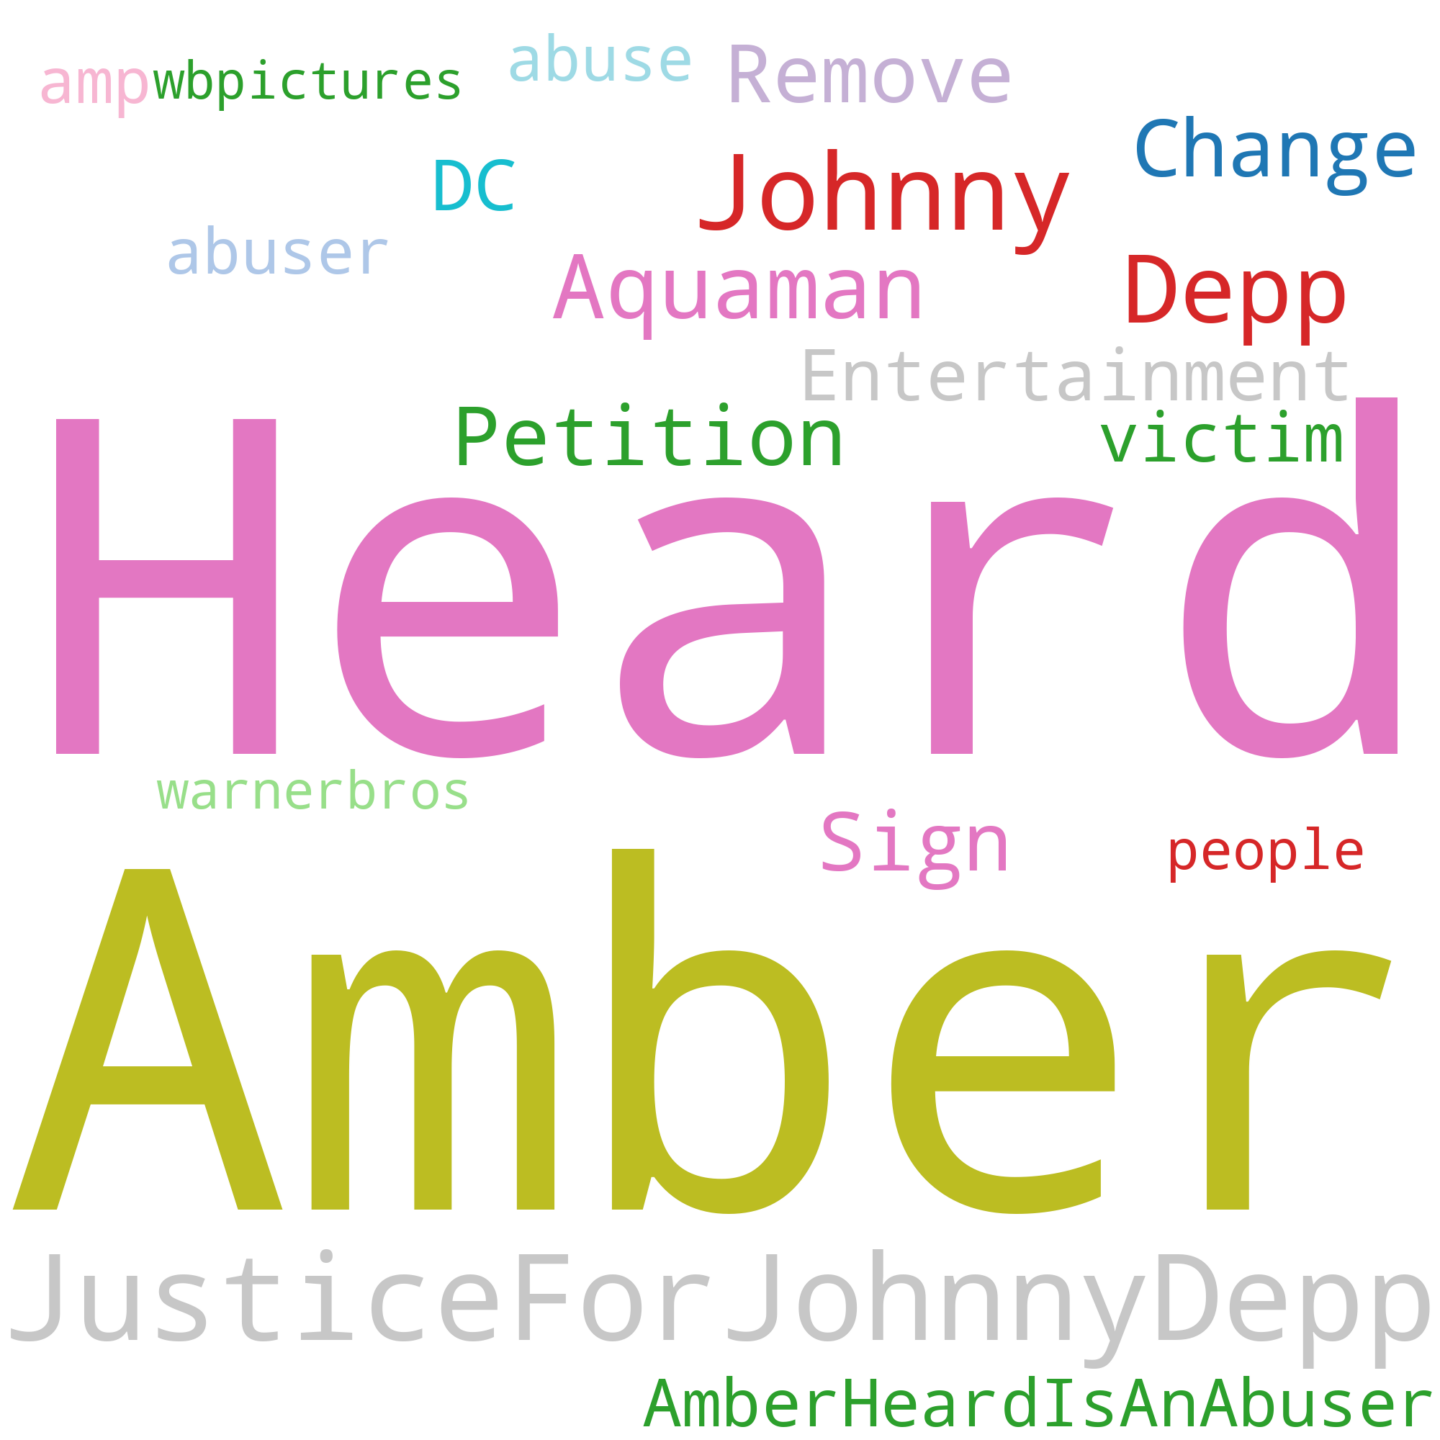 abuse Remove
amp wbpictures
Change
DC Johnny
abuser Aquaman Depp
Entertainment
Petition victim
Heard
warnerbros
Sign people
Amber
JusticeForJohnnyDepp
AmberHeardIsAnAbuser